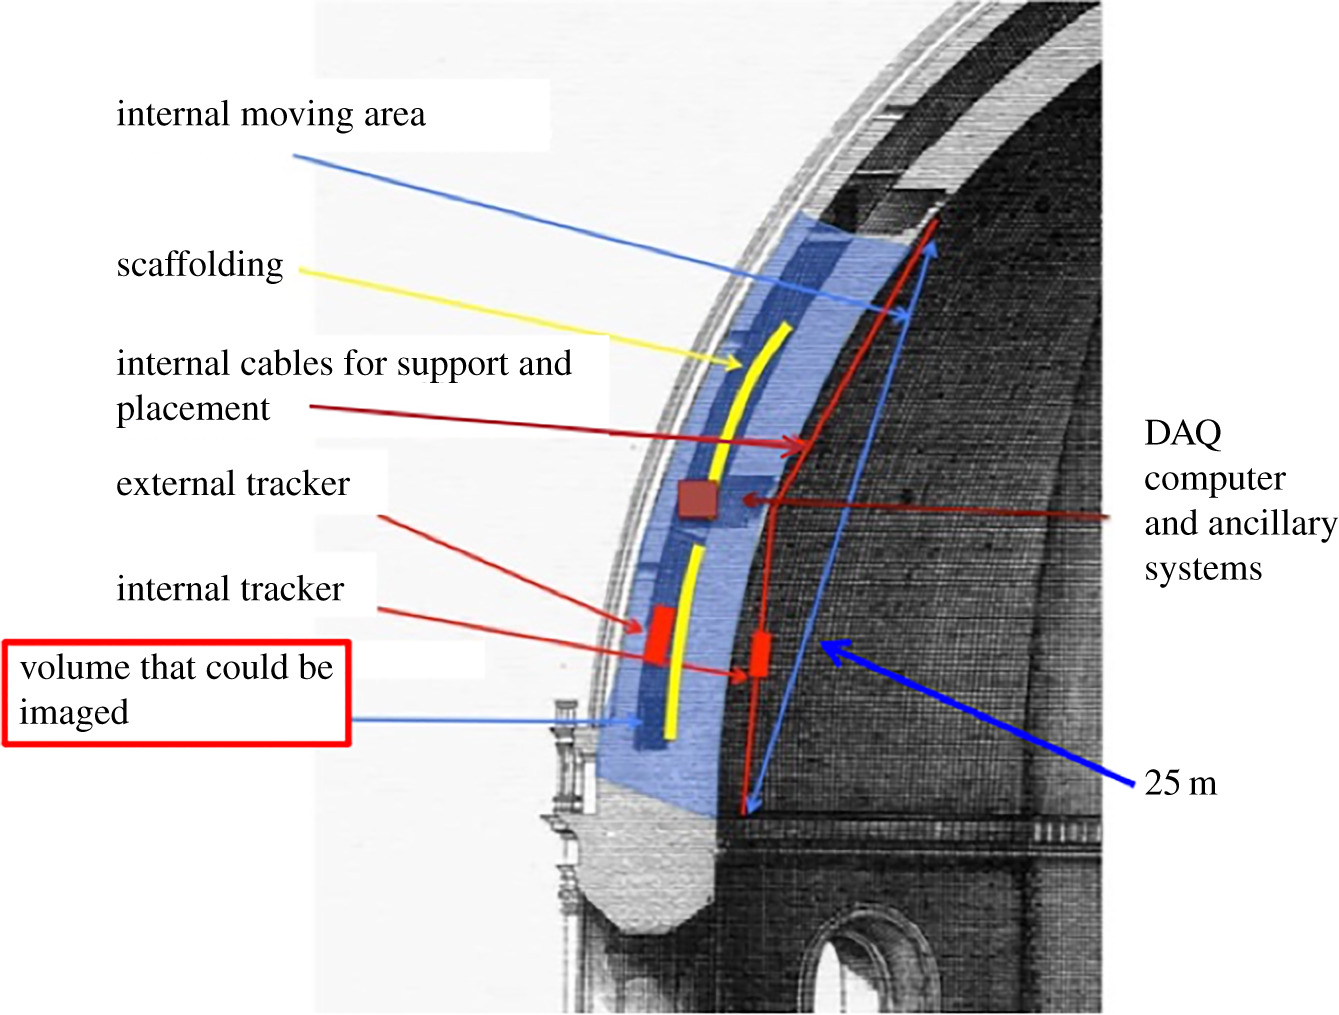 internal moving area
scaffolding
internal cables for support and
placement
external tracker
internal tracker
volume that could be
imaged
DAQ
computer
and ancillary
systems
25 m